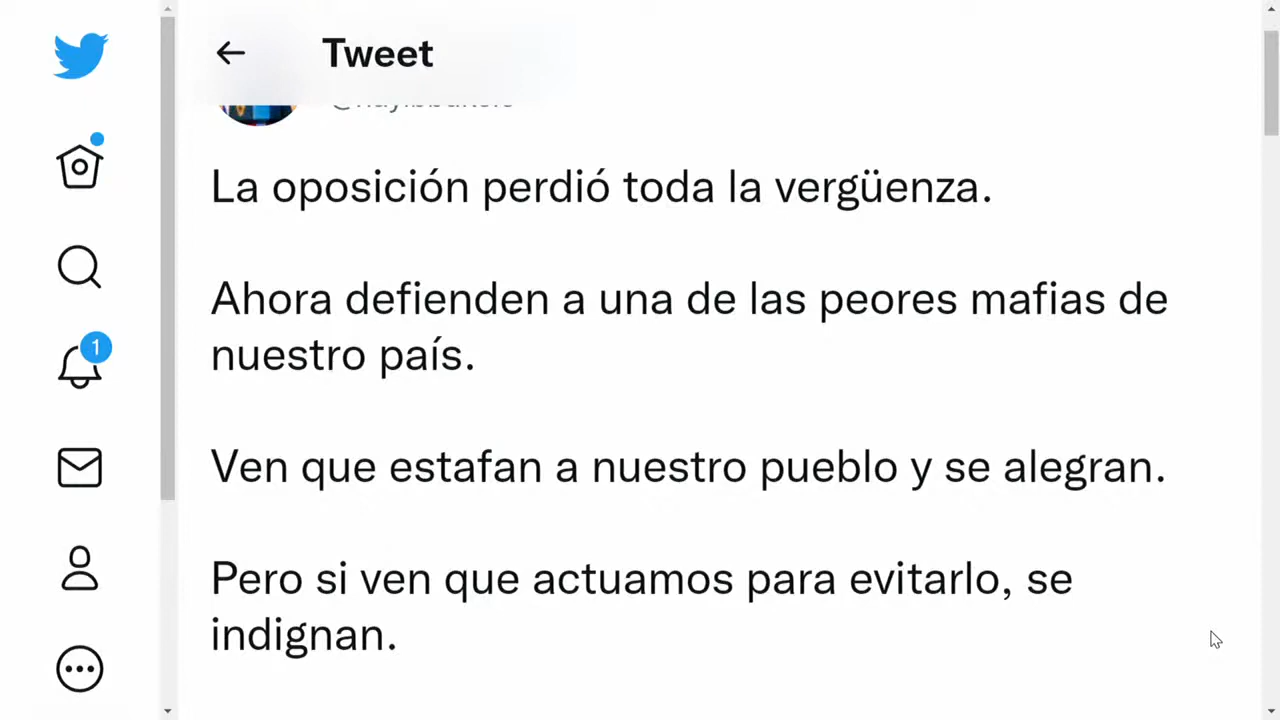 Tweet
La oposición perdió toda la vergüenza.
Ahora defienden a una de las peores mafias de
nuestro país.
Ven que estafan a nuestro pueblo y se alegran.
Pero si ven que actuamos para evitarlo, se
indignan.
1